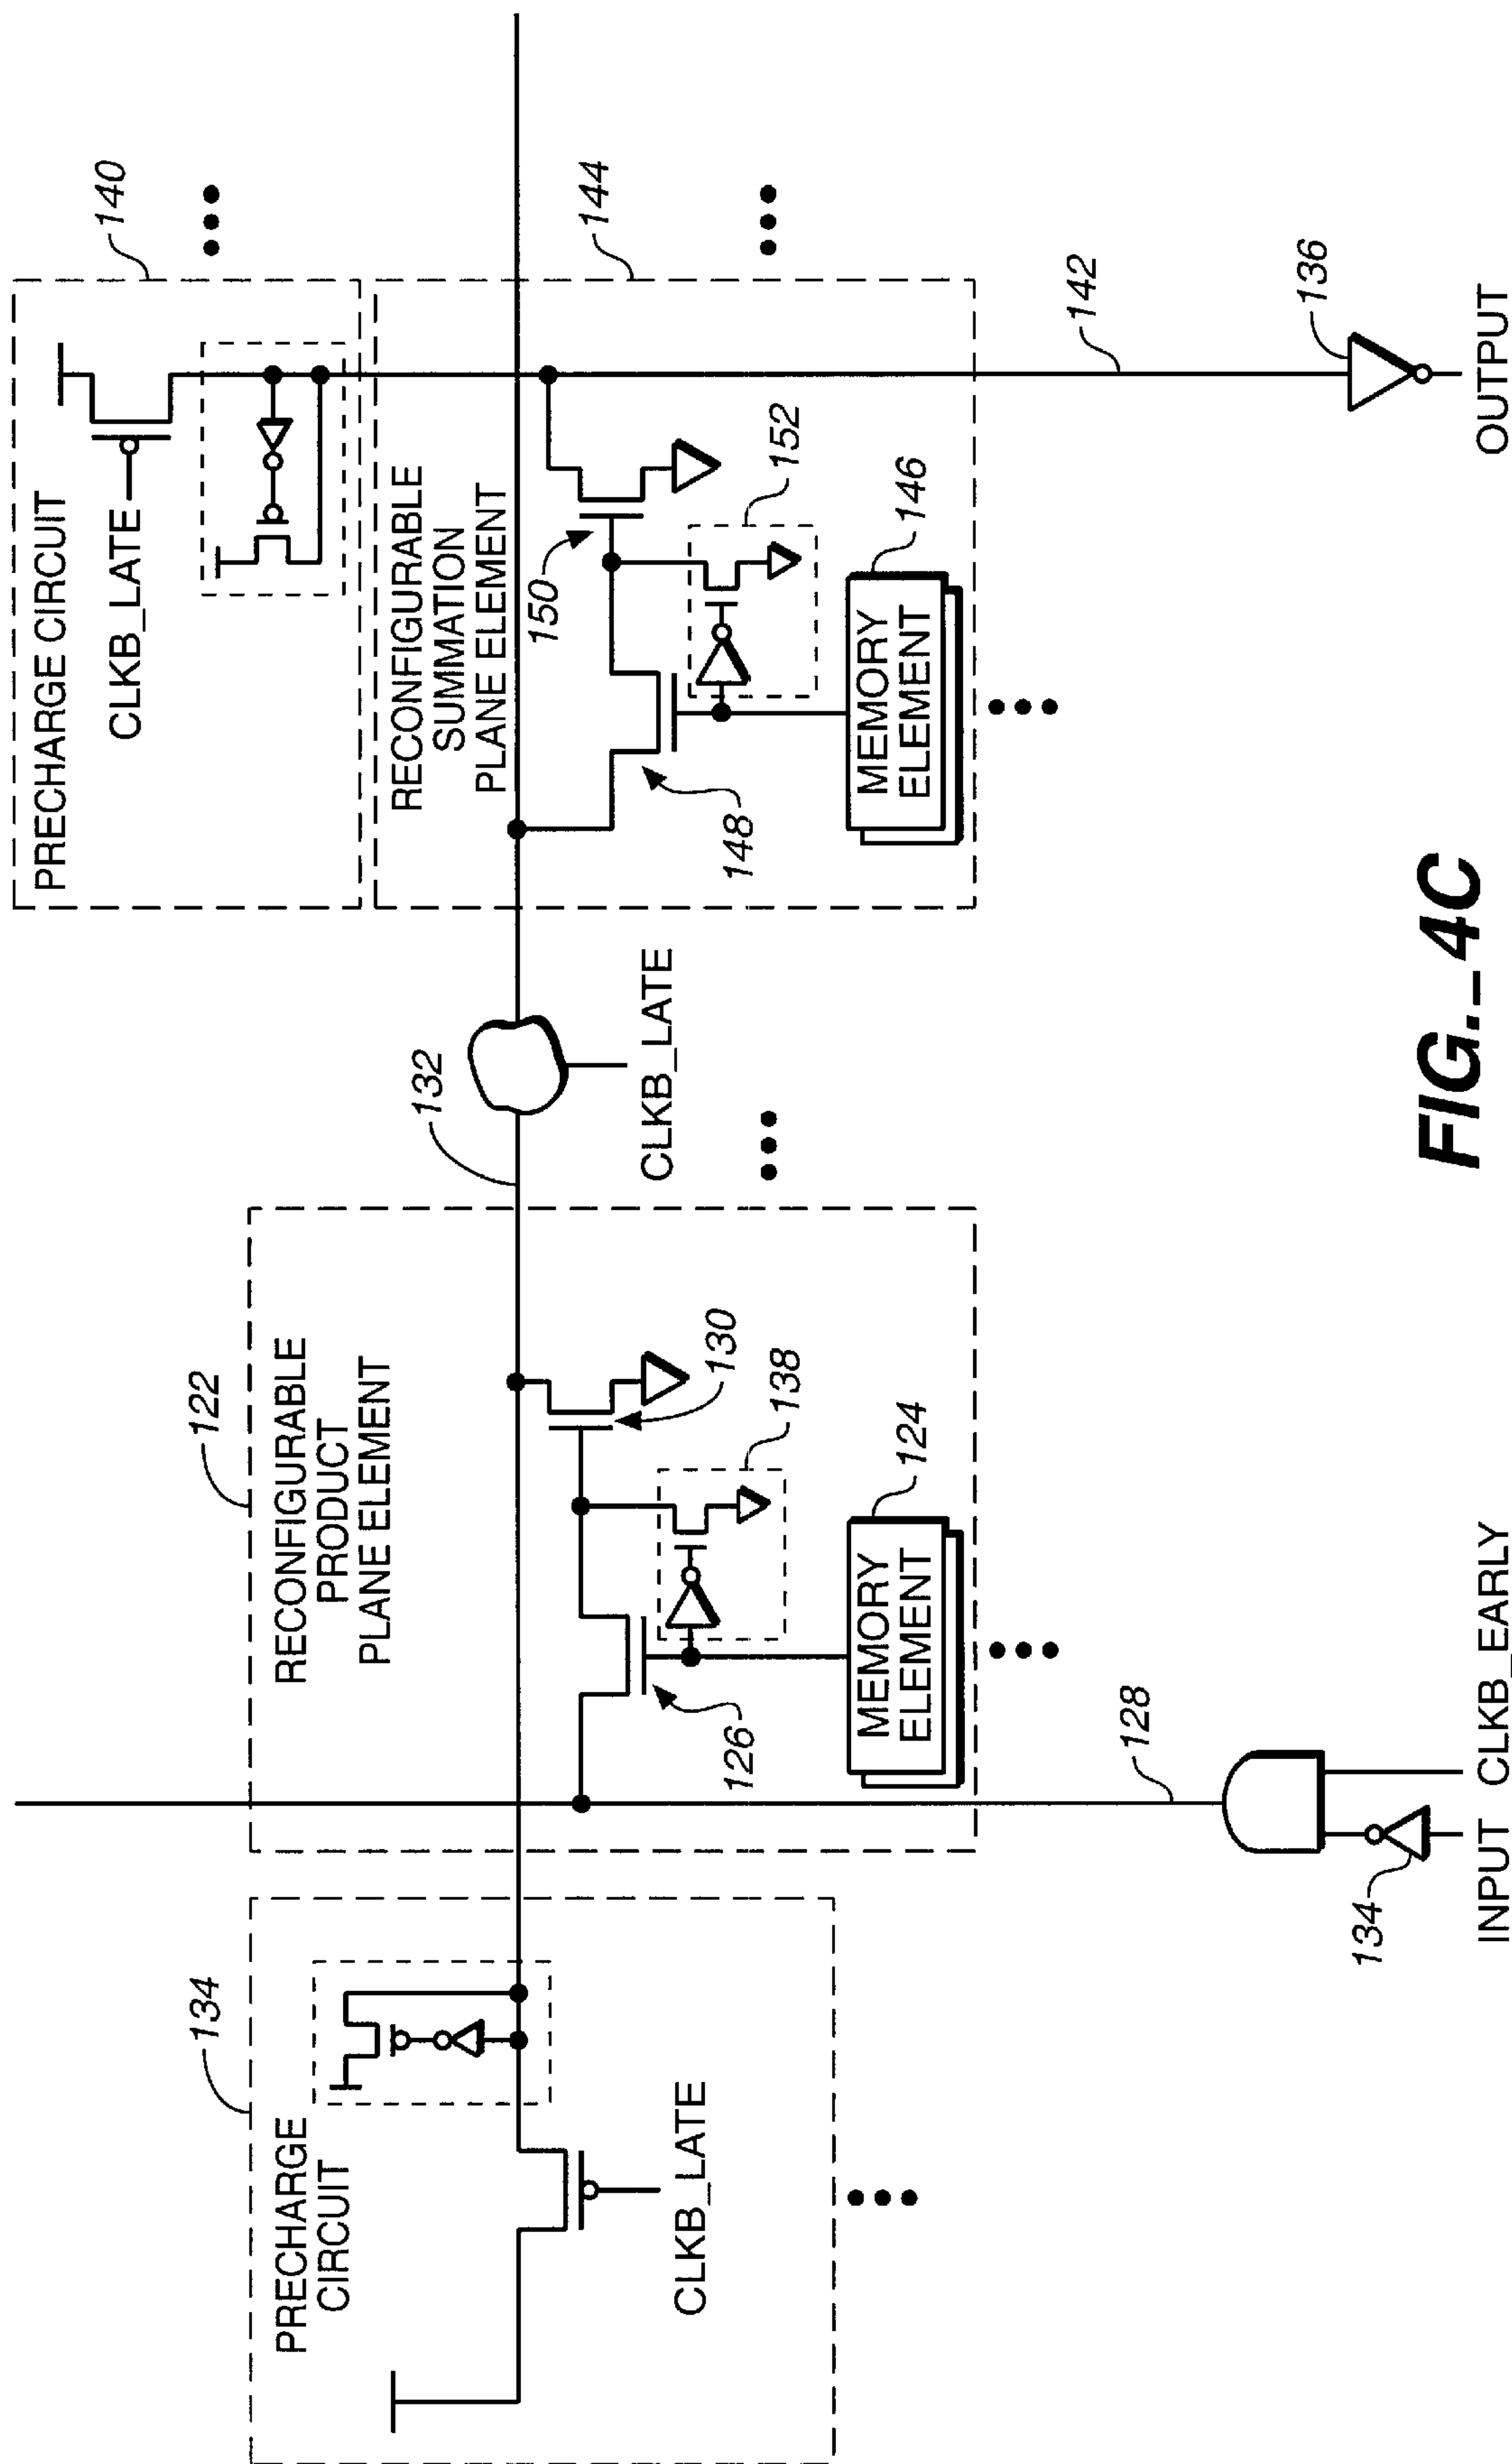 134
PRECHARGE
CIRCUIT
CLKB_LATE
122
RECONFIGURABLE
PRODUCT
PLANE ELEMENT
130
138
126
MEMORY
ELEMENT
124
128
134
INPUT
CLKB_EARLY
132
CLKB_LATE
140
PRECHARGE CIRCUIT
CLKB_LATE
144
RECONFIGURABLE
SUMMATION
PLANE ELEMENT
150
152
148
MEMORY
ELEMENT
146
142
136
OUTPUT
FIG._4C